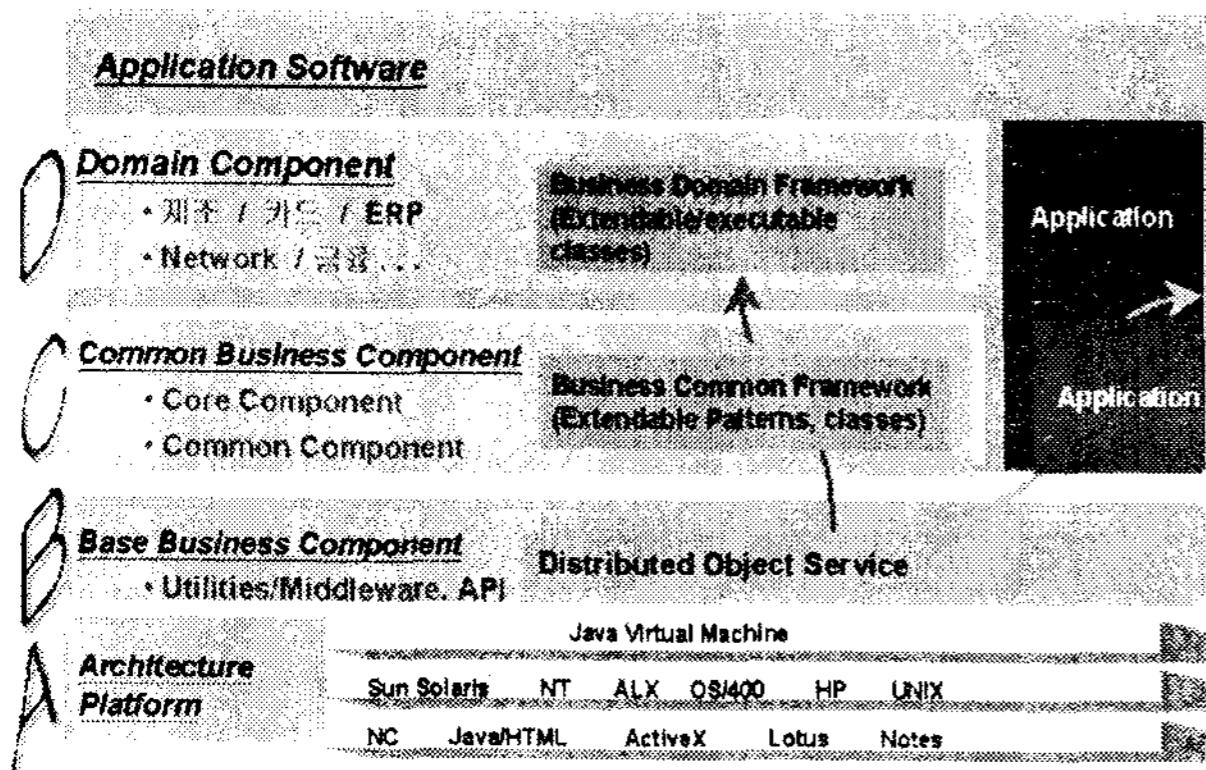 Application Software
Domain Component
• 제조 / 카드 / ERP
• Network / 금융 ...
Business Domain Framework
(Extendable/executable
classes)
Application
Common Business Component
• Core Component
• Common Component
Business Common Framework
(Extendable Patterns, classes)
Application
Base Business Component
• Utilities/Middleware, API
Distributed Object Service
Architecture
Platform
Java Virtual Machine
Sun Solaris NT ALX OS/400 HP UNIX
NC Java/HTML ActiveX Lotus Notes
D
C
B
A